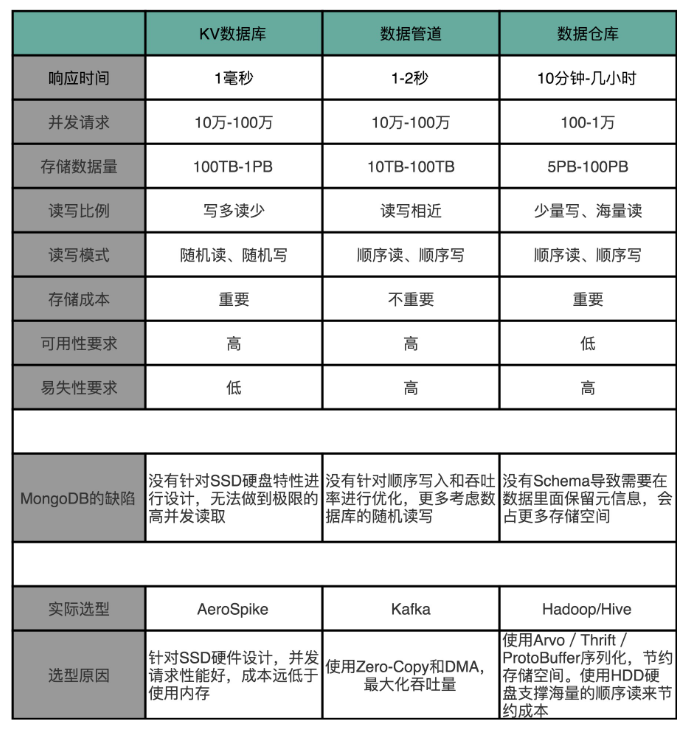 KV数据库 数据管道 数据仓库
响应时间 1毫秒 1-2秒 10分钟-几小时
并发请求 10万-100万 10万-100万 100-1万
存储数据量 100TB-1PB 10TB-100TB 5PB-100PB
读写比例 写多读少 读写相近 少量写、海量读
读写模式 随机读、随机写 顺序读、顺序写 顺序读、顺序写
存储成本 重要 不重要 重要
可用性要求 高 高 低
易失性要求 低 高 高
MongoDB的缺陷
没有针对SSD硬盘特性进
行设计，无法做到极限的
高并发读取
没有针对顺序写入和吞吐
率进行优化，更多考虑数
据库的随机读写
没有Schema导致需要在
数据里面保留元信息，会
占更多存储空间
实际选型 AeroSpike Kafka Hadoop/Hive
选型原因
针对SSD硬件设计，并发
请求性能好，成本远低于
使用内存
使用Zero-Copy和DMA，
最大化吞吐量
使用Arvo / Thrift /
ProtoBuffer序列化，节约
存储空间。使用HDD硬
盘支撑海量的顺序读来节
约成本